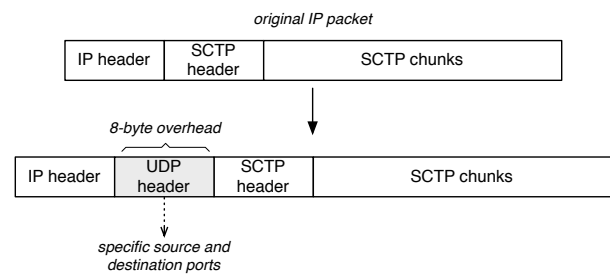 original IP packet
IP header
SCTP
header
SCTP chunks
8-byte overhead
IP header
UDP
header
SCTP
header
SCTP chunks
specific source and
destination ports